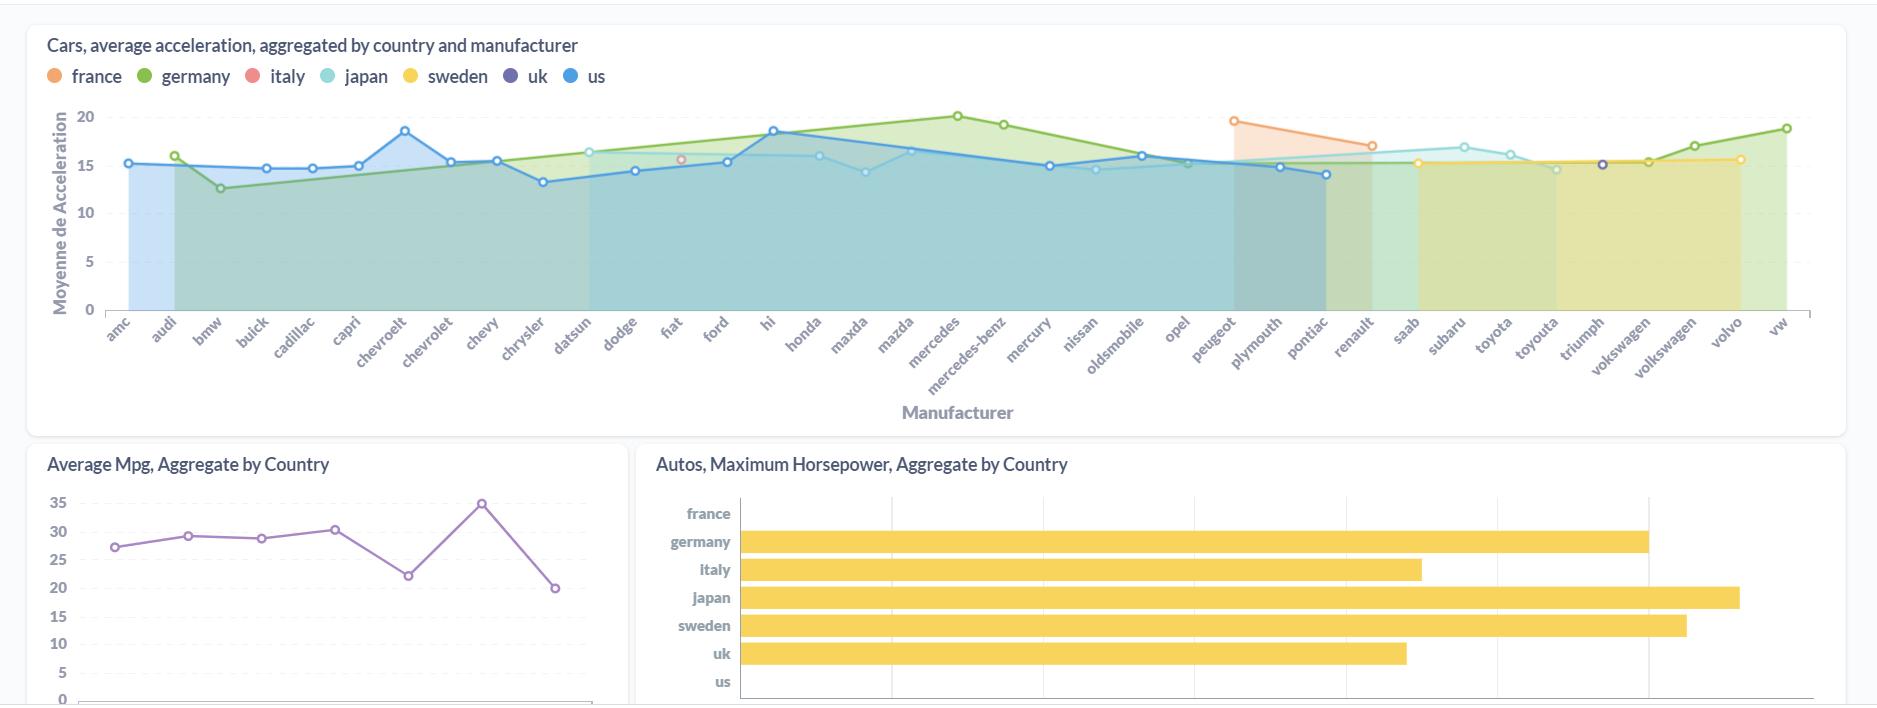 Cars, average acceleration, aggregated by country and manufacturer
france germany italy japan sweden uk us
Moyenne de Acceleration
20
15
10
5
0
amc audi bmw buick cadillac capri chevroelt chevrolet chevy chrysler datsun dodge fiat ford hi honda maxda mazda mercedes mercedes-benz mercury nissan oldsmobile opel peugeot plymouth pontiac renault saab subaru toyota toyouta triumph vokswagen volkswagen volvo vw
Manufacturer
Average Mpg, Aggregate by Country
35
30
25
20
15
10
5
0
Autos, Maximum Horsepower, Aggregate by Country
france
germany
italy
japan
sweden
uk
us